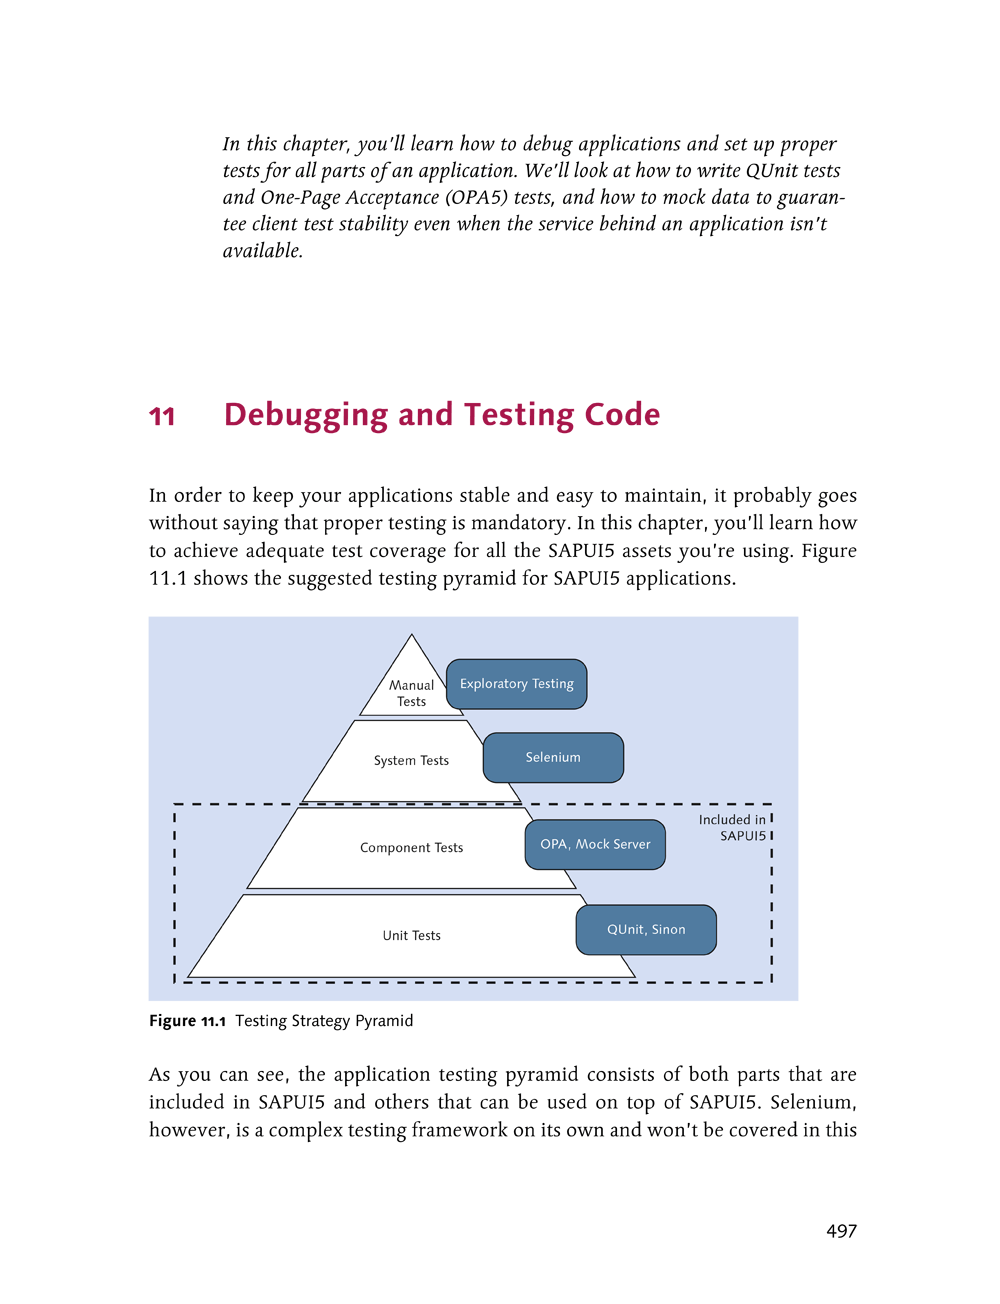 In this chapter, you'll learn how to debug applications and set up proper
tests for all parts of an application. We'll look at how to write QUnit tests
and One-Page Acceptance (OPA5) tests, and how to mock data to guaran-
tee client test stability even when the service behind an application isn't
available.
11 Debugging and Testing Code
In order to keep your applications stable and easy to maintain, it probably goes
without saying that proper testing is mandatory. In this chapter, you'll learn how
to achieve adequate test coverage for all the SAPUI5 assets you're using. Figure
11.1 shows the suggested testing pyramid for SAPUI5 applications.
Manual
Tests
Exploratory Testing
System Tests
Selenium
Included in
SAPUI5
Component Tests
OPA, Mock Server
Unit Tests
QUnit, Sinon
Figure 11.1 Testing Strategy Pyramid
As you can see, the application testing pyramid consists of both parts that are
included in SAPUI5 and others that can be used on top of SAPUI5. Selenium,
however, is a complex testing framework on its own and won't be covered in this
497